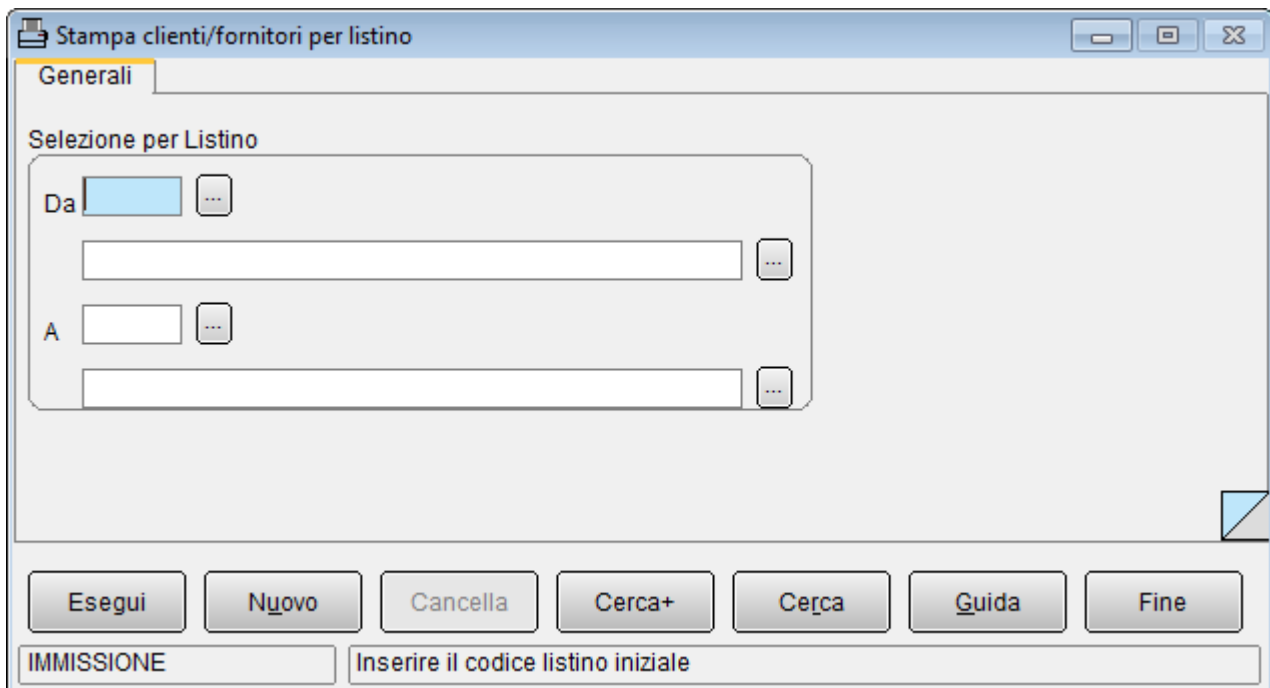 Stampa clienti/fornitori per listino
Generali
Selezione per Listino
Da ...
...
A ...
...
Esegui Nuovo Cancella Cerca+ Cerca Guida Fine
IMMISSIONE Inserire il codice listino iniziale